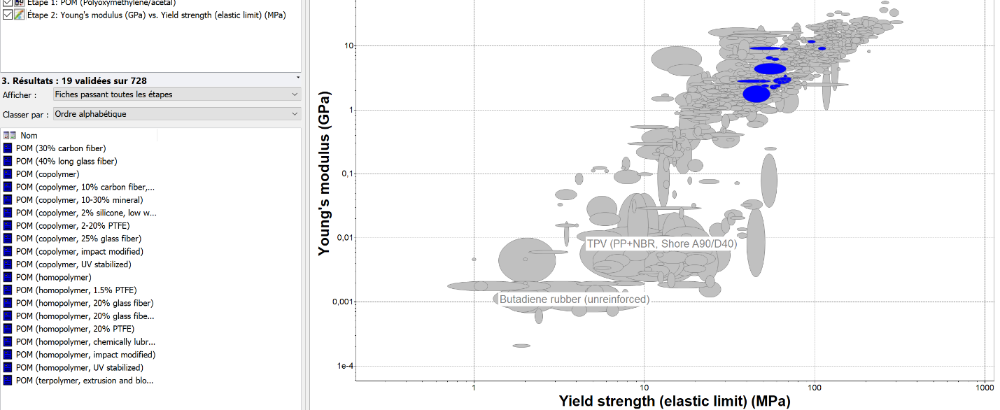 Étape 1: POM (Polyoxymethylene/acetal)
Étape 2: Young's modulus (GPa) vs. Yield strength (elastic limit) (MPa)
3. Résultats : 19 validées sur 728
Afficher : Fiches passant toutes les étapes
Classer par : Ordre alphabétique
Nom
POM (30% carbon fiber)
POM (40% long glass fiber)
POM (copolymer)
POM (copolymer, 10% carbon fiber,...
POM (copolymer, 10-30% mineral)
POM (copolymer, 2% silicone, low w...
POM (copolymer, 2-20% PTFE)
POM (copolymer, 25% glass fiber)
POM (copolymer, impact modified)
POM (copolymer, UV stabilized)
POM (homopolymer)
POM (homopolymer, 1.5% PTFE)
POM (homopolymer, 20% glass fiber)
POM (homopolymer, 20% glass fibe...
POM (homopolymer, 20% PTFE)
POM (homopolymer, chemically lubr...
POM (homopolymer, impact modified)
POM (homopolymer, UV stabilized)
POM (terpolymer, extrusion and blo...
Young's modulus (GPa)
10
1
0,1
0,01
0,001
1e-4
TPV (PP+NBR, Shore A90/D40)
Butadiene rubber (unreinforced)
1
10
100
1000
Yield strength (elastic limit) (MPa)